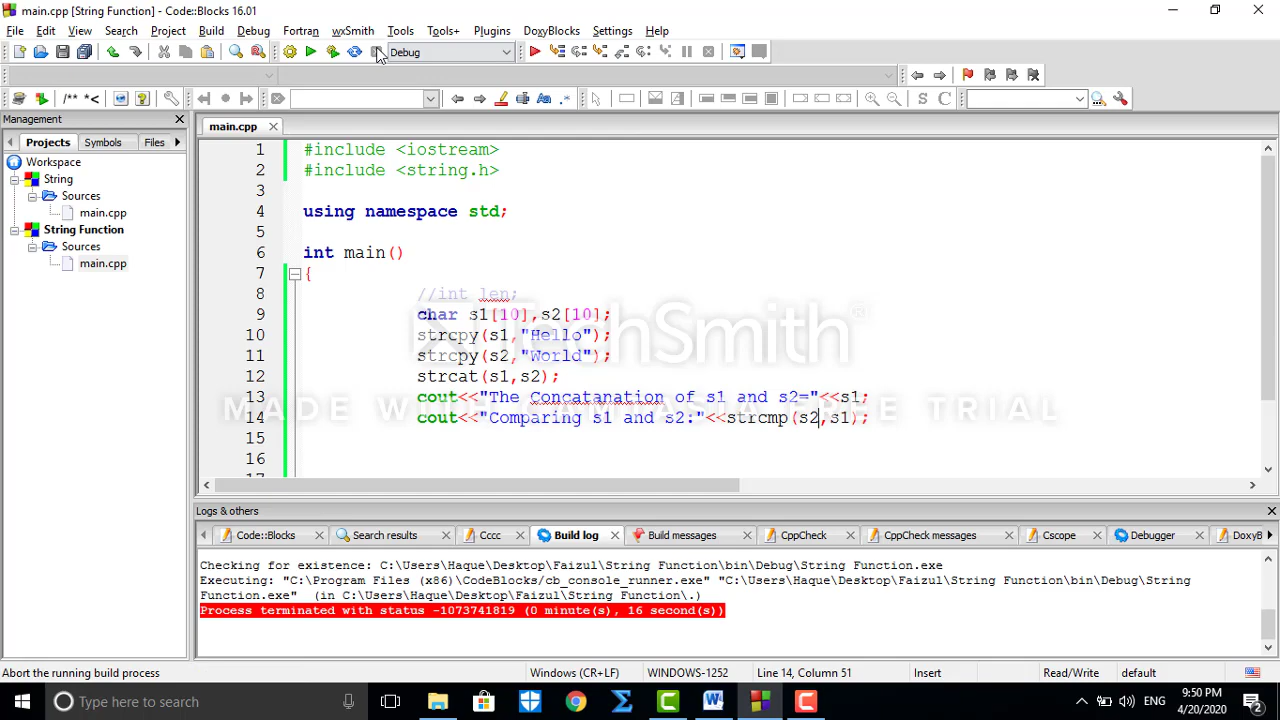 main.cpp [String Function] - Code::Blocks 16.01
File Edit View Search Project Build Debug Fortran wxSmith Tools Tools+ Plugins DoxyBlocks Settings Help
Debug
/** *<
.*
S C
Management
main.cpp
Projects Symbols Files
Workspace
String
Sources
main.cpp
String Function
Sources
main.cpp
1 #include <iostream>
2 #include <string.h>
3
4 using namespace std;
5
6 int main()
7 {
8 //int len;
9 char s1[10],s2[10];
10 strcpy(s1,"Hello");
11 strcpy(s2,"World");
12 strcat(s1,s2);
13 cout<<"The Concatanation of s1 and s2="<<s1;
14 cout<<"Comparing s1 and s2:"<<strcmp(s2,s1);
15
16
17
TechSmith®
Logs & others
Code::Blocks Search results Cccc Build log Build messages CppCheck CppCheck messages Cscope Debugger DoxyB
Checking for existence: C:\Users\Haque\Desktop\Faizul\String Function\bin\Debug\String Function.exe
Executing: "C:\Program Files (x86)\CodeBlocks/cb_console_runner.exe" "C:\Users\Haque\Desktop\Faizul\String Function\bin\Debug\String
Function.exe"  (in C:\Users\Haque\Desktop\Faizul\String Function\.)
Process terminated with status -1073741819 (0 minute(s), 16 second(s))
Abort the running build process Windows (CR+LF) WINDOWS-1252 Line 14, Column 51 Insert Read/Write default
Type here to search
ENG
9:50 PM
4/20/2020
2